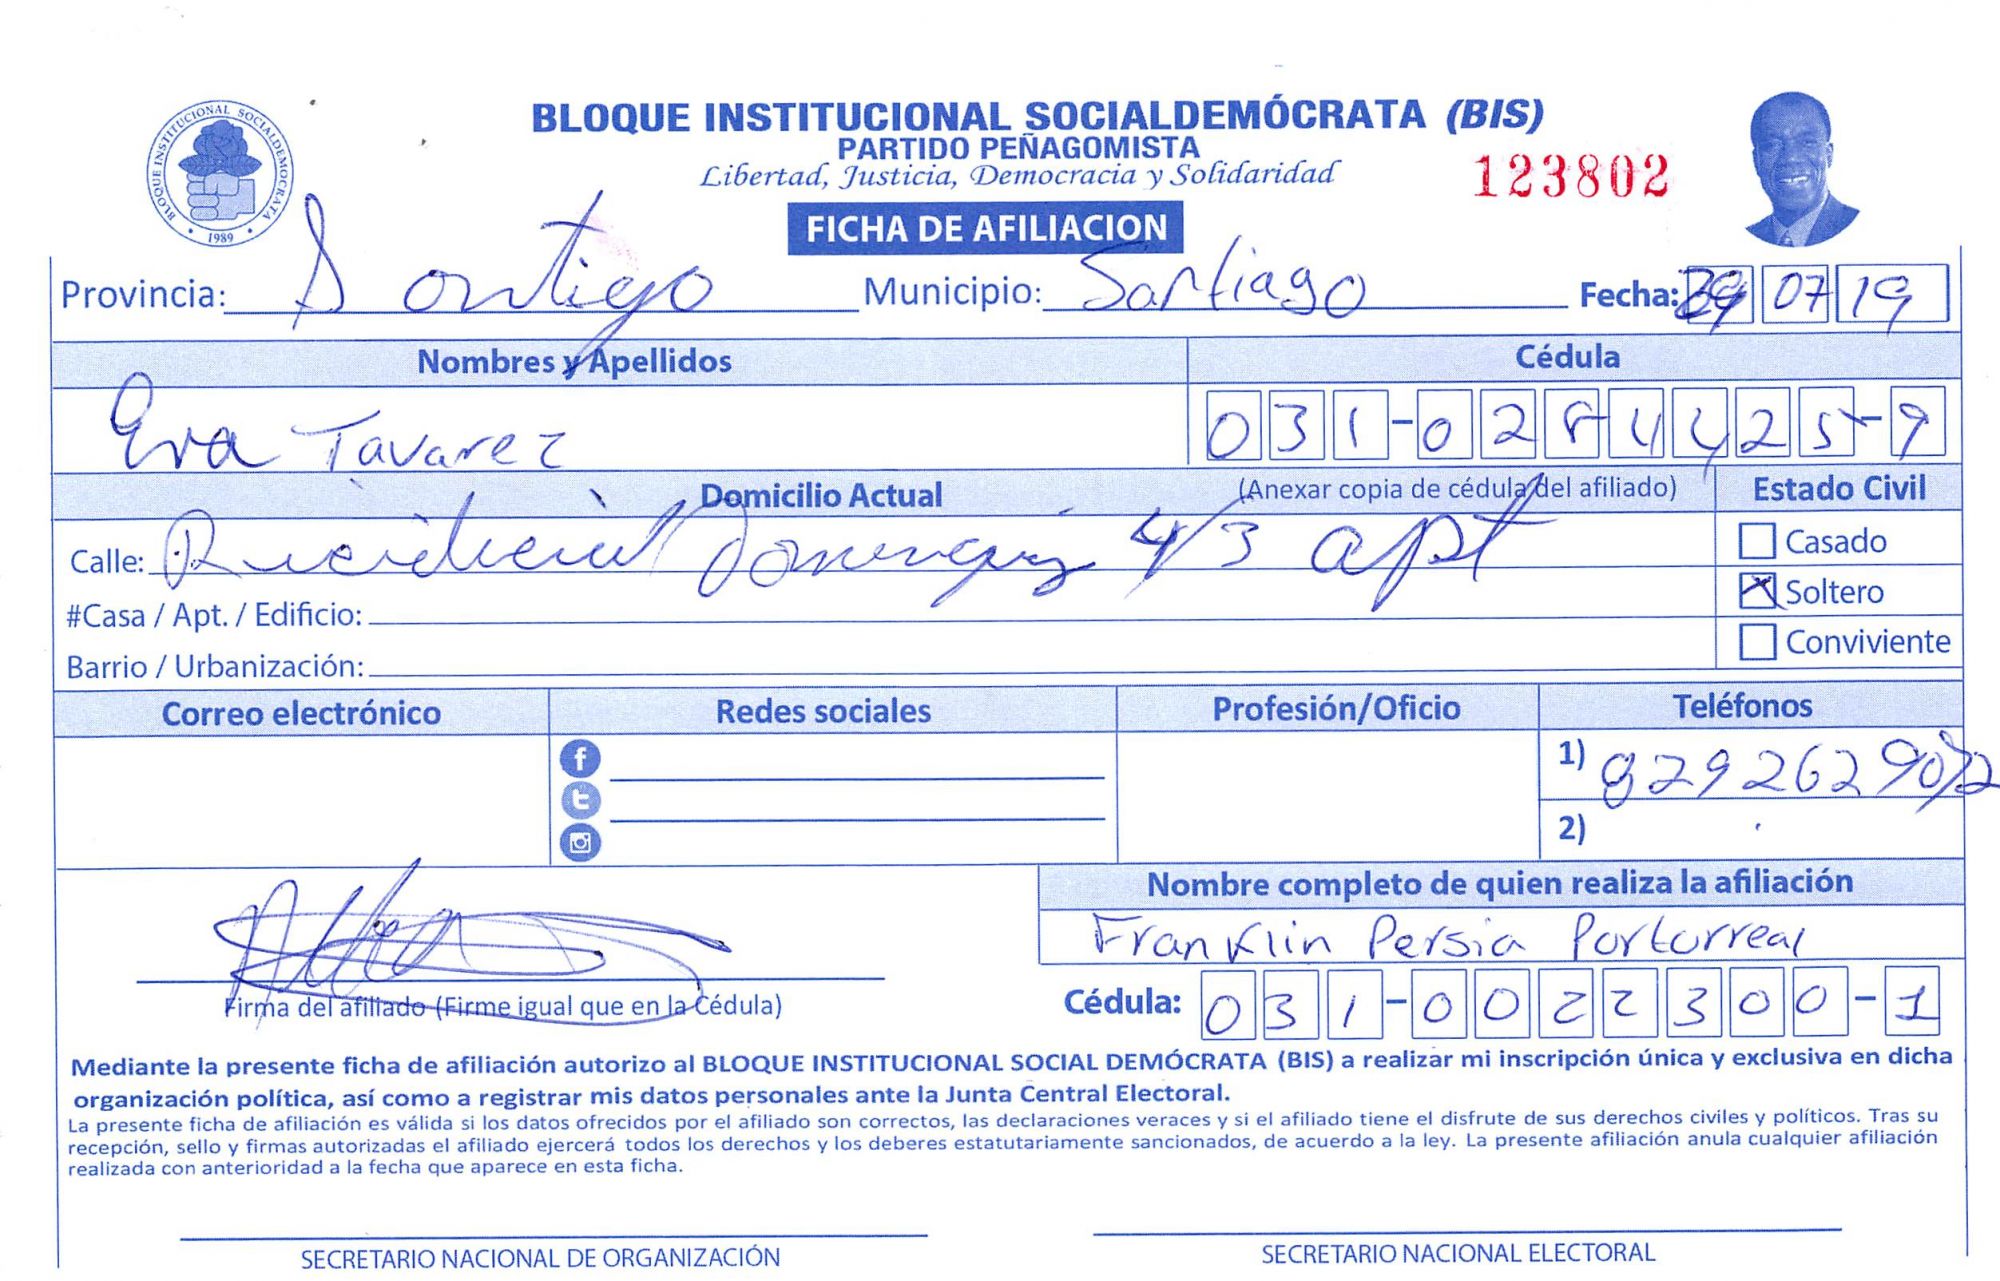 BLOQUE INSTITUCIONAL SOCIALDEMOCRATA
1989
BLOQUE INSTITUCIONAL SOCIALDEMÓCRATA (BIS)
PARTIDO PEÑAGOMISTA
Libertad, Justicia, Democracia y Solidaridad
123802
FICHA DE AFILIACION
Provincia: Sontigo Municipio: Santiago Fecha: 07 19
Nombres y Apellidos Cédula
Eva Tavarez 031-0284425-9
Domicilio Actual (Anexar copia de cédula del afiliado) Estado Civil
Calle: 4/3 apt
Casado
#Casa / Apt. / Edificio: Soltero
Barrio / Urbanización: Conviviente
Correo electrónico Redes sociales Profesión/Oficio Teléfonos
1) 829262
2)
Nombre completo de quien realiza la afiliación
Franklin Persia Portorreal
Firma del afiliado (Firme igual que en la Cédula) Cédula: 031-0022300-1
Mediante la presente ficha de afiliación autorizo al BLOQUE INSTITUCIONAL SOCIAL DEMÓCRATA (BIS) a realizar mi inscripción única y exclusiva en dicha
organización política, así como a registrar mis datos personales ante la Junta Central Electoral.
La presente ficha de afiliación es válida si los datos ofrecidos por el afiliado son correctos, las declaraciones veraces y si el afiliado tiene el disfrute de sus derechos civiles y políticos. Tras su
recepción, sello y firmas autorizadas el afiliado ejercerá todos los derechos y los deberes estatutariamente sancionados, de acuerdo a la ley. La presente afiliación anula cualquier afiliación
realizada con anterioridad a la fecha que aparece en esta ficha.
SECRETARIO NACIONAL DE ORGANIZACIÓN SECRETARIO NACIONAL ELECTORAL